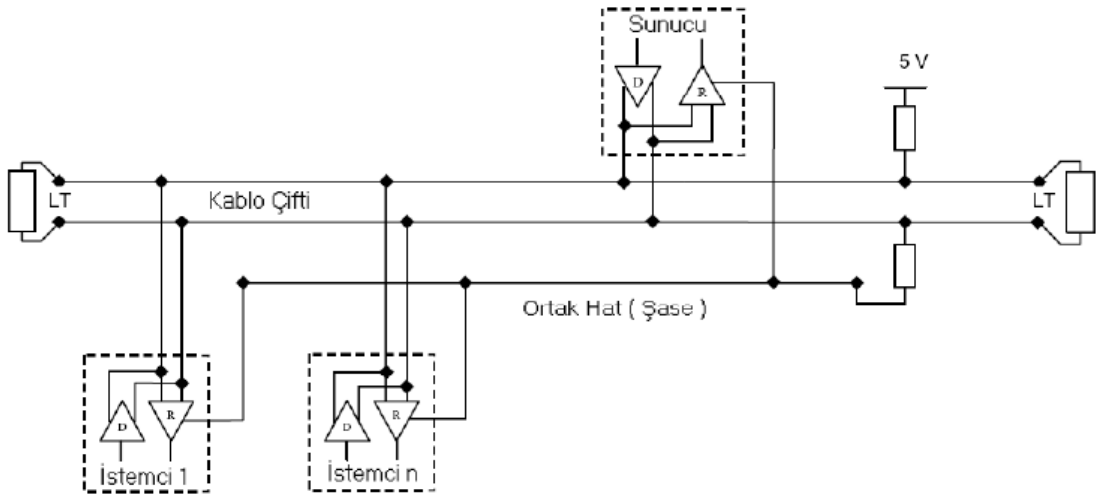 Sunucu
D
R
5 V
LT
Kablo Çifti
LT
Ortak Hat ( Şase )
D
R
İstemci 1
D
R
İstemci n